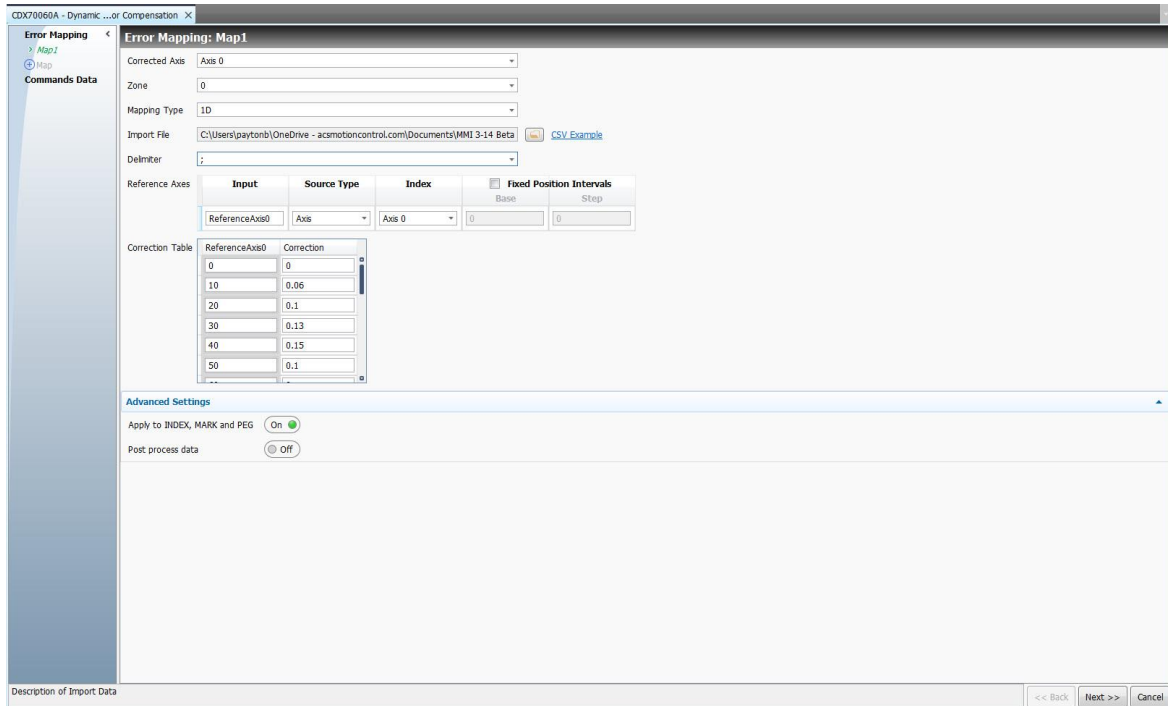 CDX70060A - Dynamic ...or Compensation ×
Error Mapping <
> Map1
Map
Commands Data
Error Mapping: Map1
Corrected Axis Axis 0
Zone 0
Mapping Type 1D
Import File C:\Users\paytonb\OneDrive - acsmotioncontrol.com\Documents\MMI 3-14 Beta CSV Example
Delimiter ;
Reference Axes Input Source Type Index Fixed Position Intervals
Base Step
ReferenceAxis0 Axis Axis 0 0 0
Correction Table ReferenceAxis0 Correction
0 0
10 0.06
20 0.1
30 0.13
40 0.15
50 0.1
Advanced Settings
Apply to INDEX, MARK and PEG On
Post process data Off
Description of Import Data << Back Next >> Cancel